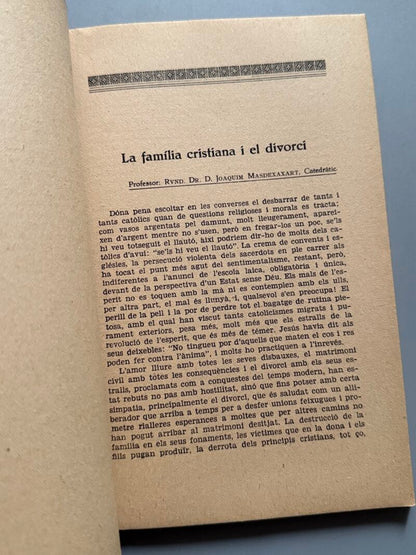 La família cristiana i el divorci
Professor: RVND. DR. D. JOAQUIM MASDEXAXART, Catedràtic
Dóna pena escoltar en les converses el desbarrar de tants i
tants catòlics quan de questions religioses i morals es tracta:
com vasos argentats pel damunt, molt lleugerament, aparei-
xen d'argent mentre no s'usen, però en fregar-los un poc, se'ls
hi veu totseguit el llautó, així podríem dir-ho de molts dels ca-
tòlics d'avui: "se'ls hi veu el llautó". La crema de convents i es-
glésies, la persecució violenta dels sacerdots en ple carrer als
ha tocat el punt més agut del sentimentalisme, restant, però,
indiferents a l'anunci de l'escola laica, obligatòria i única,
devant de la perspectiva d'un Estat sense Déu. Els mals de l'es-
perit no es toquen amb la mà ni es contemplen amb els ulls,
per altra part, el mal és llunyà, i, qualsevol s'en preocupa! El
perill de la pell i la por de perdre tot el bagatge de rutina pie-
tosa, amb el qual han viscut tants catolicismes migrats i pu-
rament exteriors, pesa més, molt més que els estralls de la
revolució de l'esperit, que és més de témer. Jesús havia dit als
seus deixebles: "No tingueu por d'aquells que maten el cos i res
poden fer contra l'ànima", i molts ho practiquen a l'inrevés.
L'amor lliure amb totes les seves disbauxes, el matrimoni
civil amb totes les conseqüències i el divorci amb els seus es-
tralls, proclamats com a conquestes del temps modern, han es-
tat rebuts no pas amb hostilitat, sinó que fins potser amb certa
simpatia, principalment el divorci, que és saludat com un alli-
berador que arriba a temps per a desfer unions feixugues i pro-
metre rialleres esperances a moltes que per altres camins no
han pogut arribar al matrimoni desitjat. La destrucció de la
família en els seus fonaments, les víctimes que en la dona i els
fills pugan produir, la derrota dels principis cristians, tot ço,